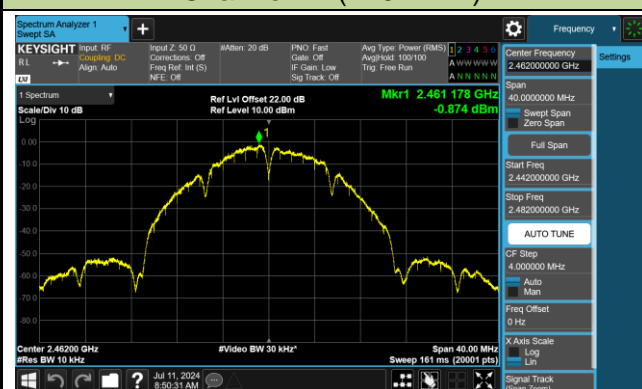 Spectrum Analyzer 1
Swept SA
Frequency
KEYSIGHT
RL
Input: RF
Coupling: DC
Align: Auto
Input Z: 50 Ω
Corrections: Off
Freq Ref: Int (S)
NFE: Off
#Atten: 20 dB
PNO: Fast
Gate: Off
IF Gain: Low
Sig Track: Off
Avg Type: Power (RMS)
Avg|Hold: 100/100
Trig: Free Run
1 2 3 4 5 6
A W W W W W
A N N N N N
LXI
1 Spectrum
Scale/Div 10 dB
Ref Lvl Offset 22.00 dB
Ref Level 10.00 dBm
Mkr1 2.461 178 GHz
-0.874 dBm
Log
1
0.00
-10.0
-20.0
-30.0
-40.0
-50.0
-60.0
-70.0
-80.0
Center 2.46200 GHz
#Res BW 10 kHz
#Video BW 30 kHz*
Span 40.00 MHz
Sweep 161 ms (20001 pts)
Jul 11, 2024
8:50:31 AM
Center Frequency
2.462000000 GHz
Settings
Span
40.0000000 MHz
Swept Span
Zero Span
Full Span
Start Freq
2.442000000 GHz
Stop Freq
2.482000000 GHz
AUTO TUNE
CF Step
4.000000 MHz
Auto
Man
Freq Offset
0 Hz
X Axis Scale
Log
Lin
Signal Track
(Span Zoom)